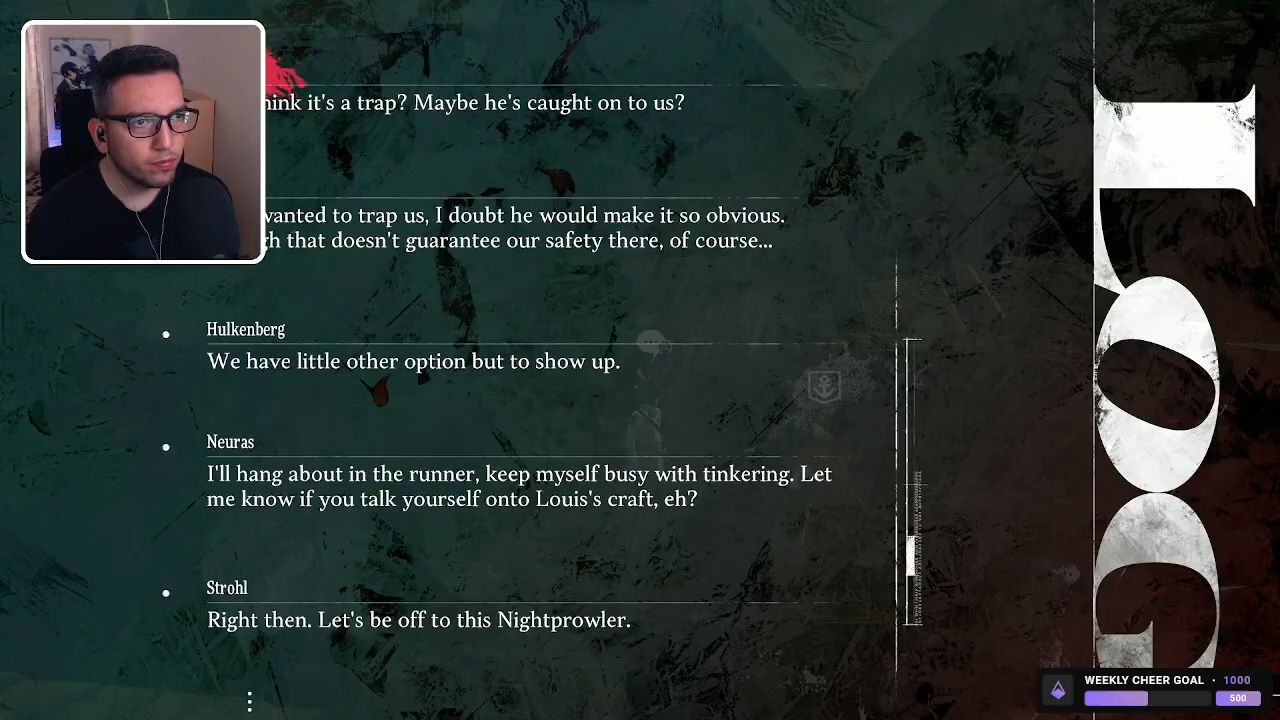 hink it's a trap? Maybe he's caught on to us?
wanted to trap us, I doubt he would make it so obvious.
gh that doesn't guarantee our safety there, of course...
Hulkenberg
We have little other option but to show up.
Neuras
I'll hang about in the runner, keep myself busy with tinkering. Let
me know if you talk yourself onto Louis's craft, eh?
Strohl
Right then. Let's be off to this Nightprowler.
LOG
WEEKLY CHEER GOAL · 1000
500